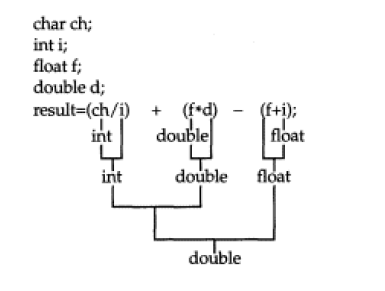 char ch;
int i;
float f;
double d;
result=(ch/i) + (f*d) − (f+i);
int double float
int double float
double